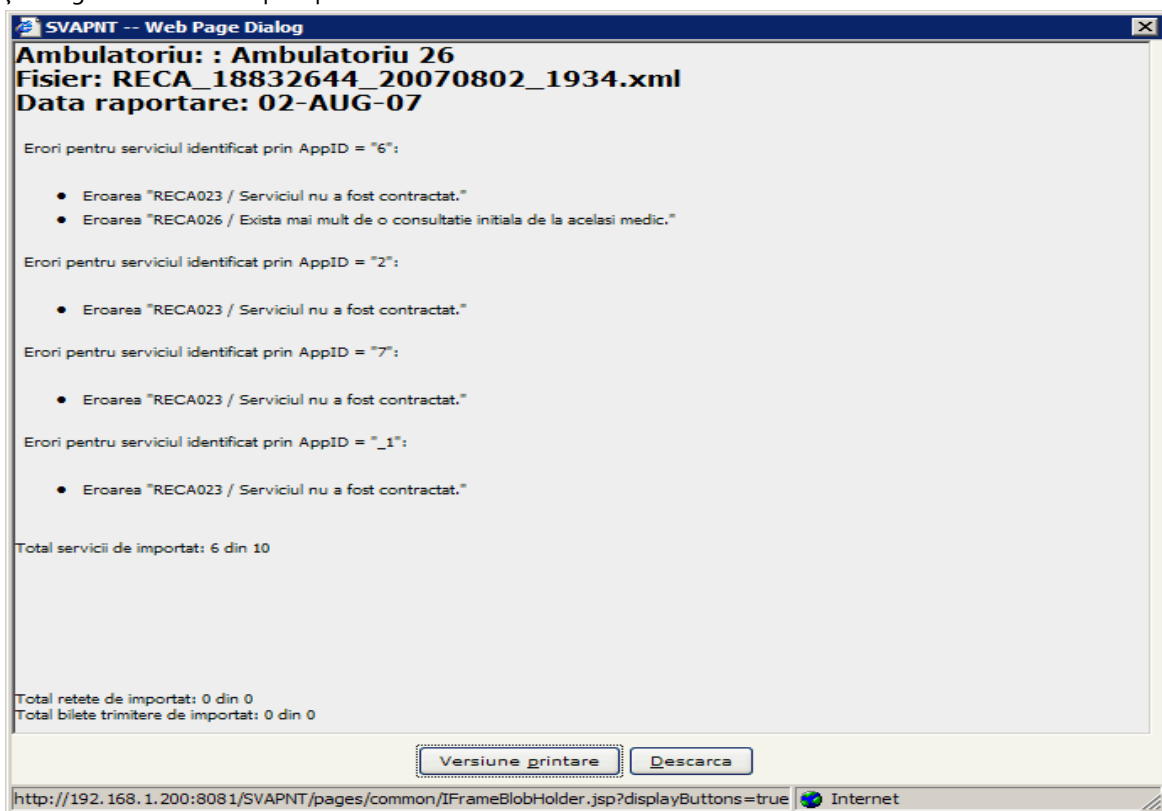 SVAPNT -- Web Page Dialog
Ambulatoriu: : Ambulatoriu 26
Fisier: RECA_18832644_20070802_1934.xml
Data raportare: 02-AUG-07
Erori pentru serviciul identificat prin AppID = "6":
• Eroarea "RECA023 / Serviciul nu a fost contractat."
• Eroarea "RECA026 / Exista mai mult de o consultatie initiala de la acelasi medic."
Erori pentru serviciul identificat prin AppID = "2":
• Eroarea "RECA023 / Serviciul nu a fost contractat."
Erori pentru serviciul identificat prin AppID = "7":
• Eroarea "RECA023 / Serviciul nu a fost contractat."
Erori pentru serviciul identificat prin AppID = "_1":
• Eroarea "RECA023 / Serviciul nu a fost contractat."
Total servicii de importat: 6 din 10
Total retete de importat: 0 din 0
Total bilete trimitere de importat: 0 din 0
Versiune printare Descarca
http://192.168.1.200:8081/SVAPNT/pages/common/IFrameBlobHolder.jsp?displayButtons=true Internet